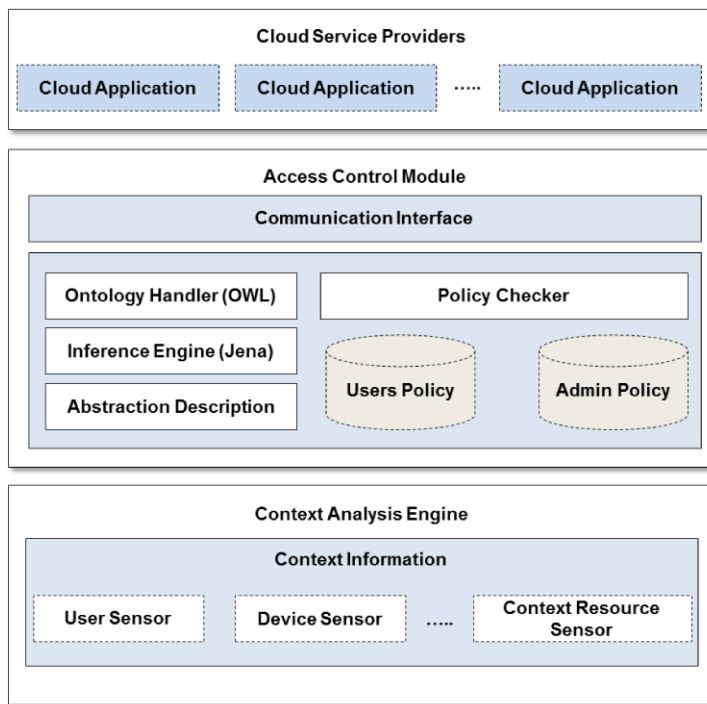 Cloud Service Providers
Cloud Application Cloud Application ..... Cloud Application
Access Control Module
Communication Interface
Ontology Handler (OWL)
Policy Checker
Inference Engine (Jena)
Abstraction Description
Users Policy
Admin Policy
Context Analysis Engine
Context Information
User Sensor
Device Sensor
.....
Context Resource
Sensor